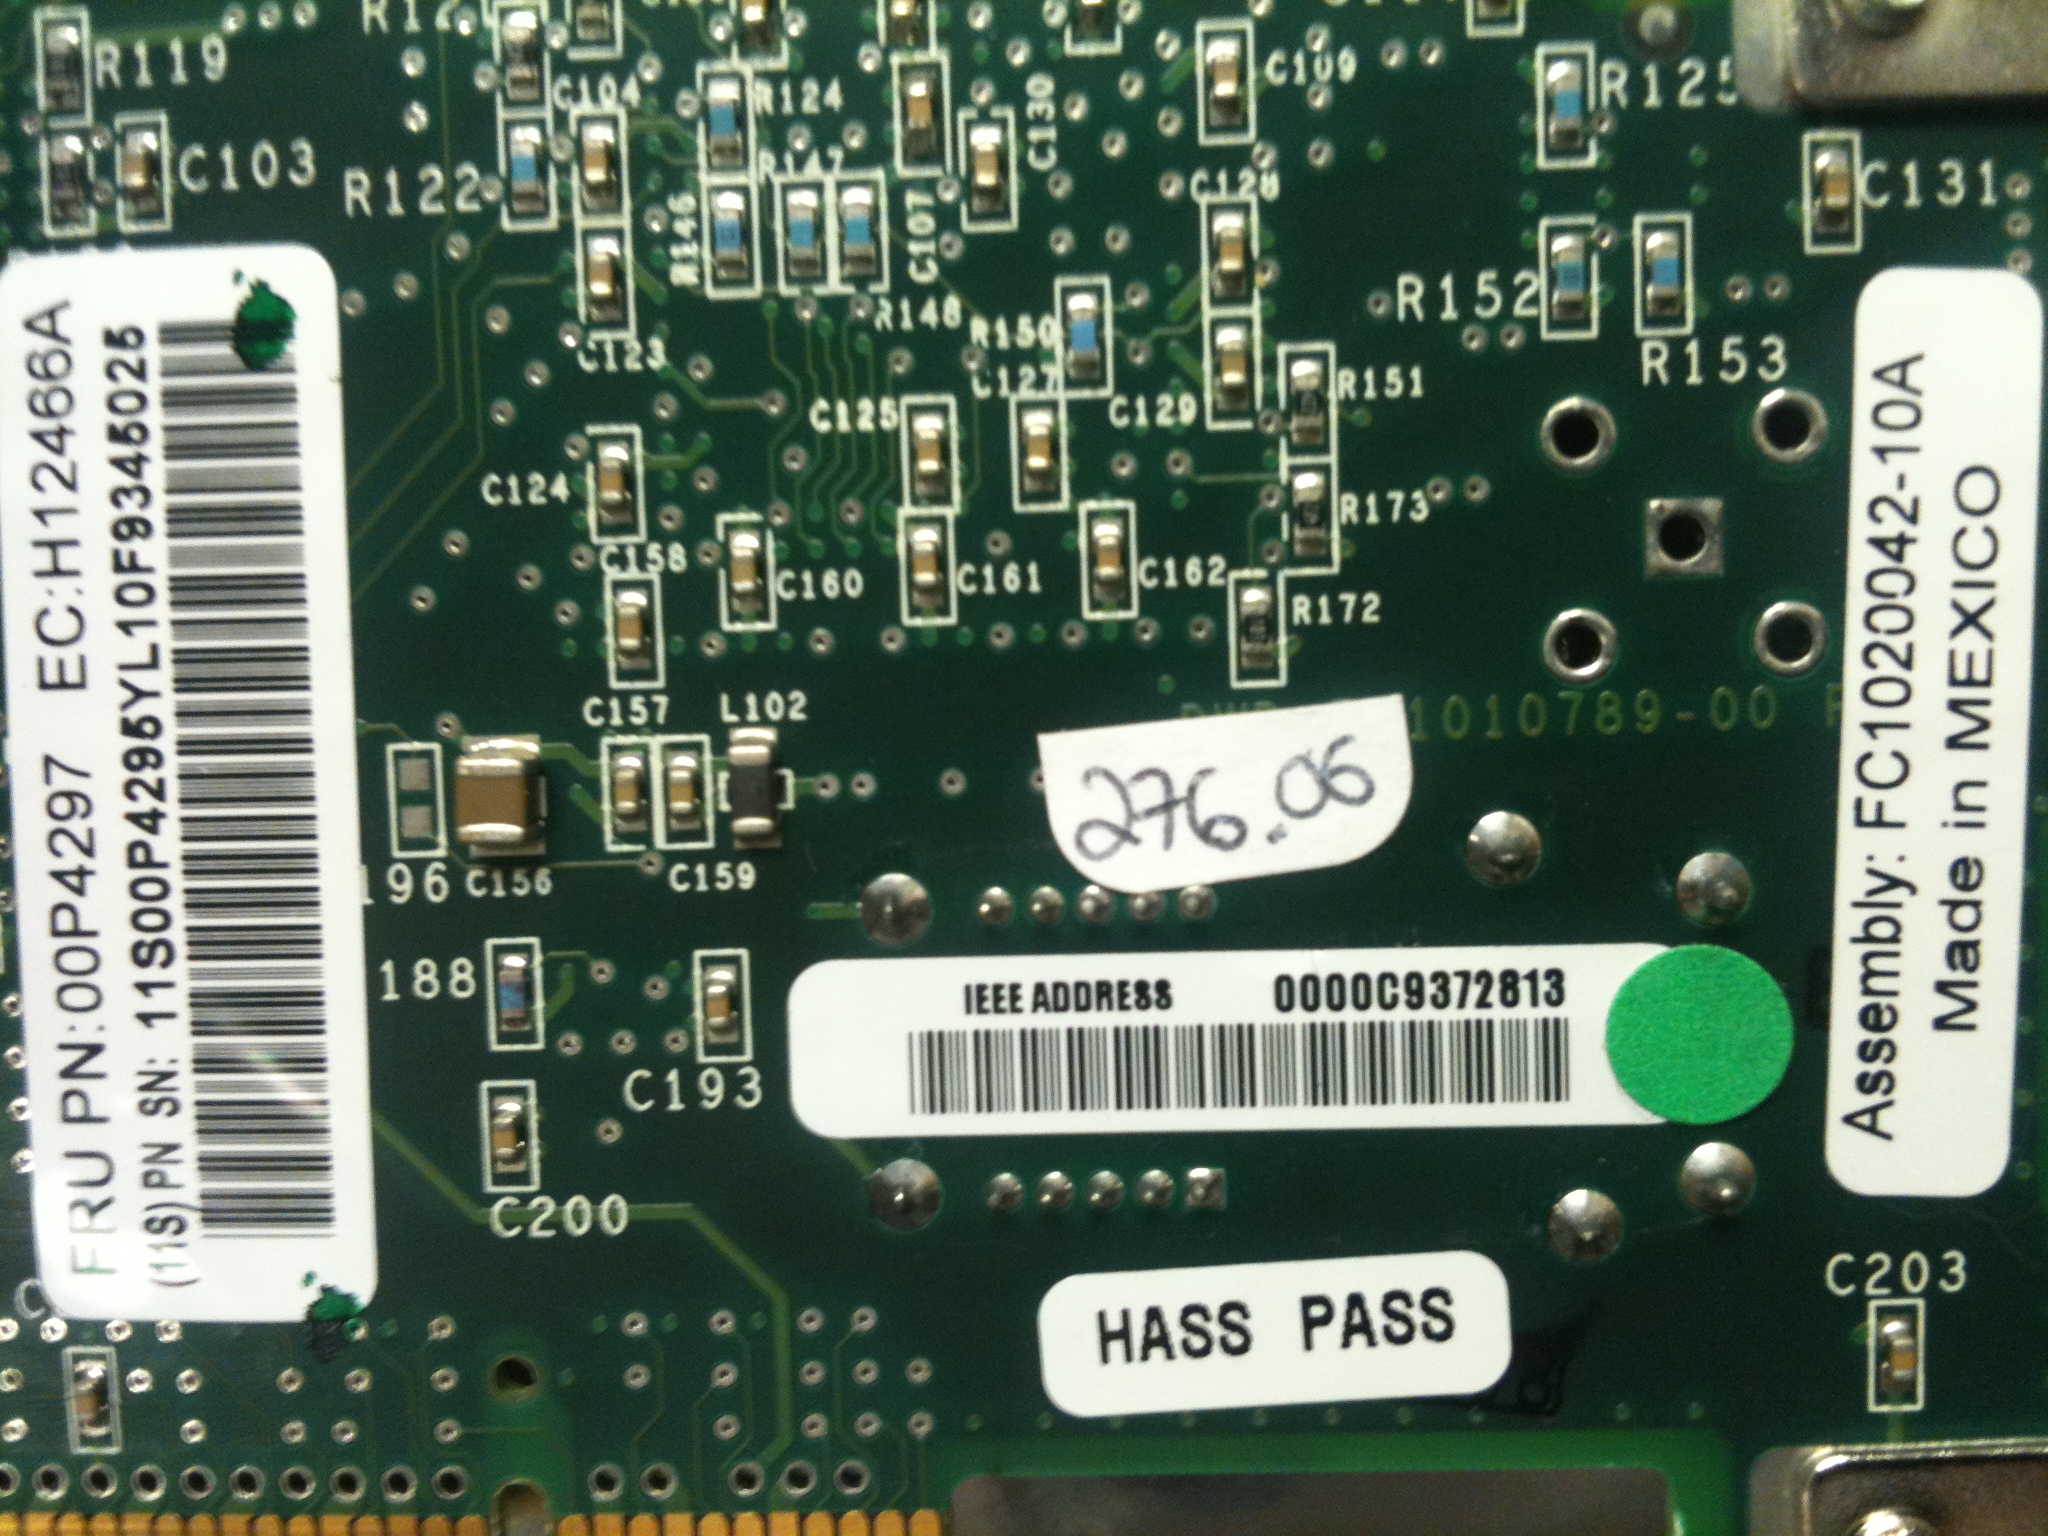 R119
C103
R122
C104
R124
R147
R146
C107
R148
C130
C109
C128
R125
C131
R152
R153
C123
R150
C127
C125
C129
R151
C124
R173
C158
C160
C161
C162
R172
C157
L102
1010789-00
276.06
196
C156
C159
188
C193
C200
C203
FRU PN:00P4297 EC:H12466A
(11S) PN SN: 11S00P4295YL10F9345025
IEEE ADDRESS 0000C9372813
Assembly: FC1020042-10A
Made in MEXICO
HASS PASS